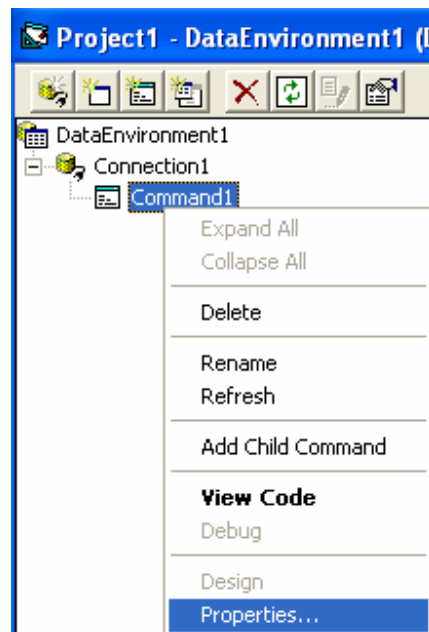 Project1 - DataEnvironment1 (
DataEnvironment1
Connection1
Command1
Expand All
Collapse All
Delete
Rename
Refresh
Add Child Command
View Code
Debug
Design
Properties...